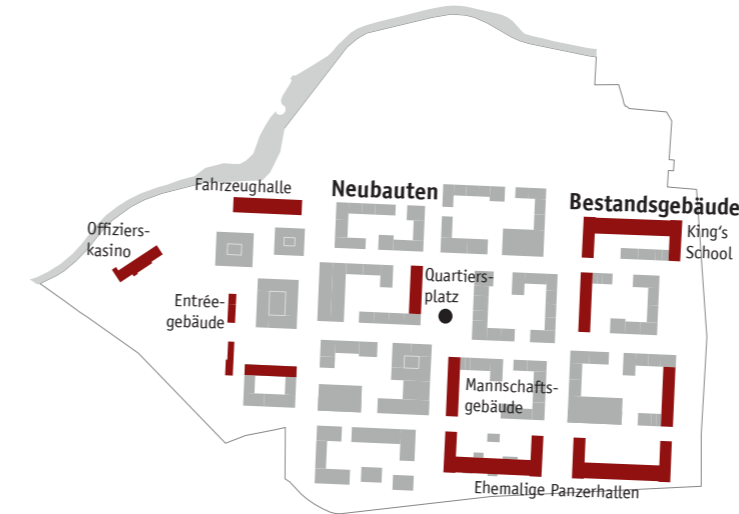 Fahrzeughalle
Neubauten
Bestandsgebäude
Offiziers-
kasino
King's
School
Quartiers-
platz
Entrée-
gebäude
Mannschafts-
gebäude
Ehemalige Panzerhallen